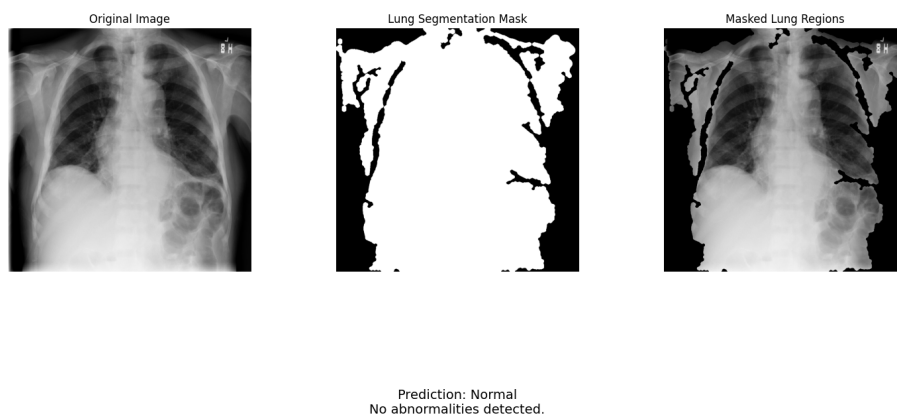 Original Image
Lung Segmentation Mask
Masked Lung Regions
Prediction: Normal
No abnormalities detected.